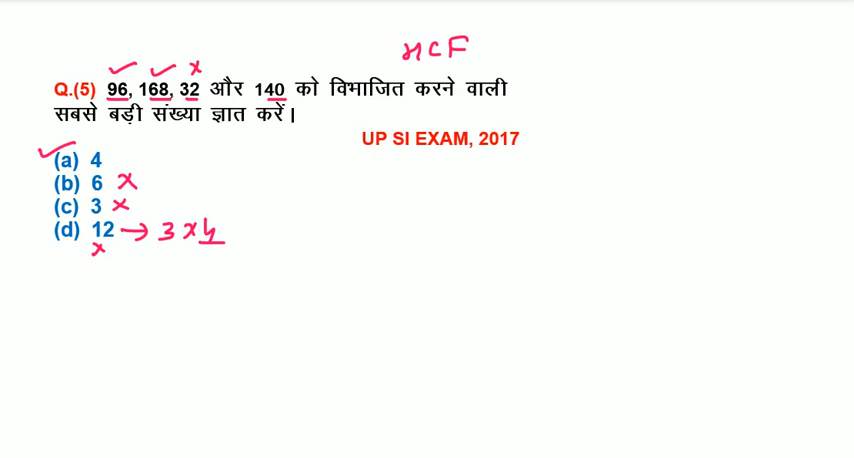 HCF
Q.(5) 96, 168, 32 और 140 को विभाजित करने वाली
सबसे बड़ी संख्या ज्ञात करें।
UP SI EXAM, 2017
(a) 4
(b) 6 x
(c) 3 x
(d) 12 → 3 x 4